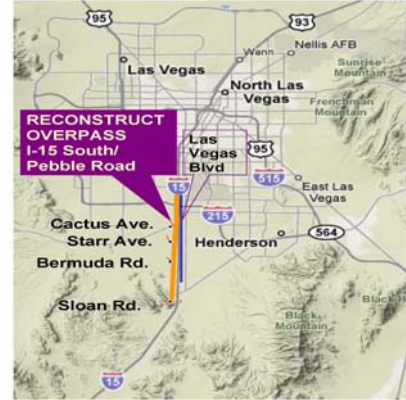 95
93
Wann
Nellis AFB
Las Vegas
Sunrise
Mountain
North Las
Vegas
Frenchman
Mountain
RECONSTRUCT
OVERPASS
I-15 South/
Pebble Road
Las
Vegas
Blvd
95
15
515
East Las
Vegas
215
Cactus Ave.
Starr Ave.
Henderson
564
Bermuda Rd.
Sloan Rd.
Black
Mountain
Black
15